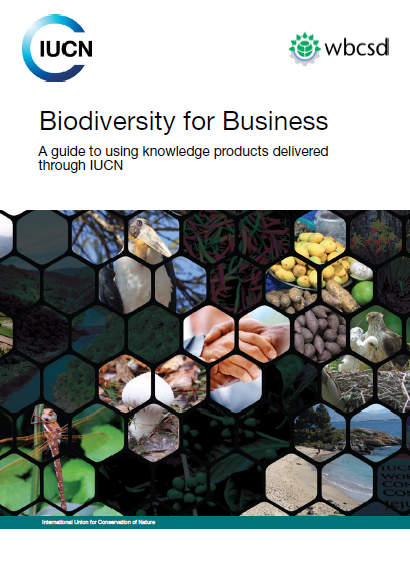 IUCN
wbcsd
Biodiversity for Business
A guide to using knowledge products delivered
through IUCN
IUCN
International Union for Conservation of Nature